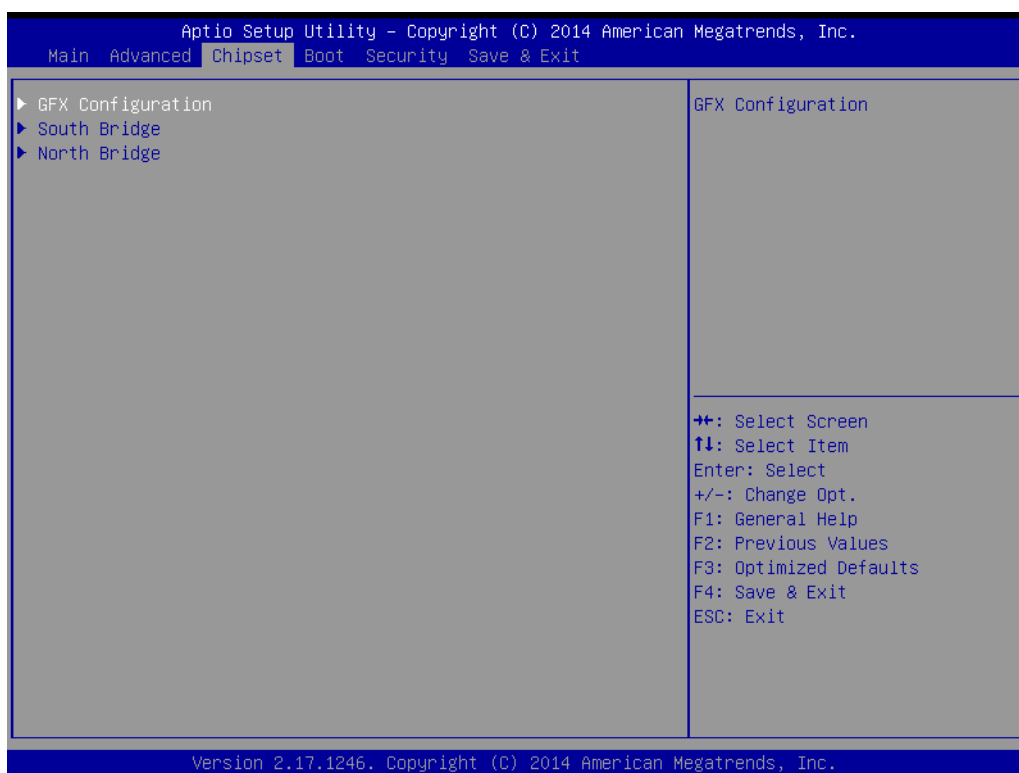 Aptio Setup Utility – Copyright (C) 2014 American Megatrends, Inc.
Main Advanced Chipset Boot Security Save & Exit
▶ GFX Configuration
▶ South Bridge
▶ North Bridge
GFX Configuration
→←: Select Screen
↑↓: Select Item
Enter: Select
+/-: Change Opt.
F1: General Help
F2: Previous Values
F3: Optimized Defaults
F4: Save & Exit
ESC: Exit
Version 2.17.1246. Copyright (C) 2014 American Megatrends, Inc.